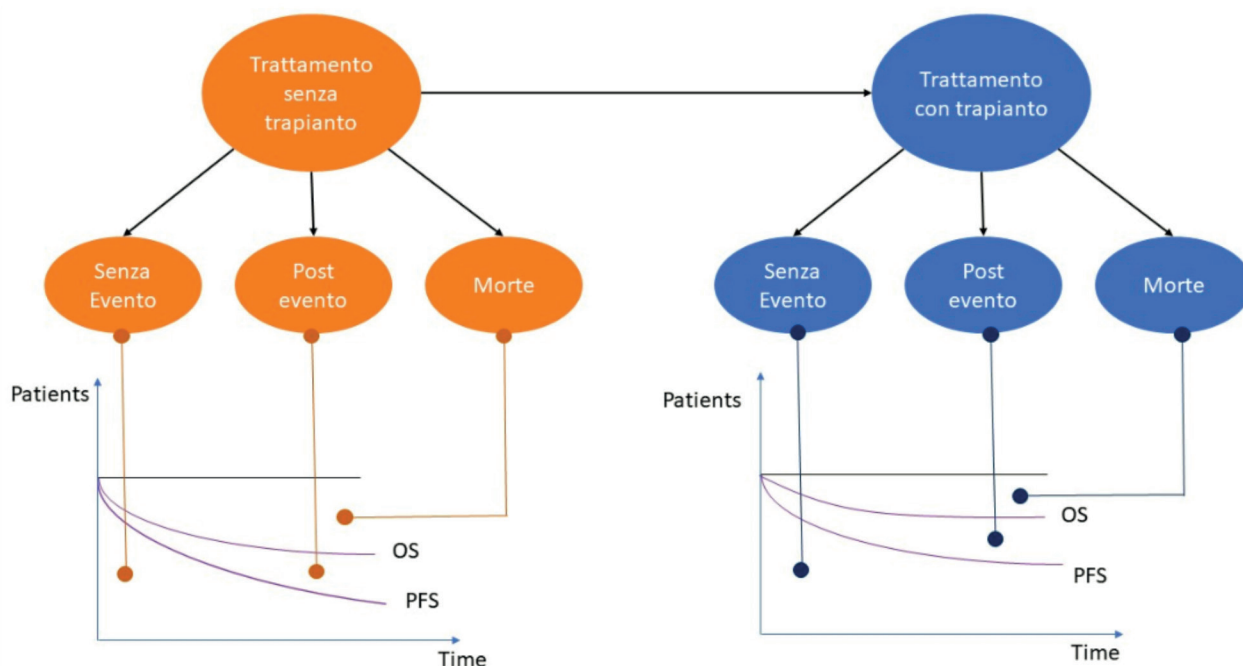 Trattamento
senza
trapianto
Trattamento
con trapianto
Senza
Evento
Post
evento
Morte
Senza
Evento
Post
evento
Morte
Patients
OS
PFS
Time
Patients
OS
PFS
Time